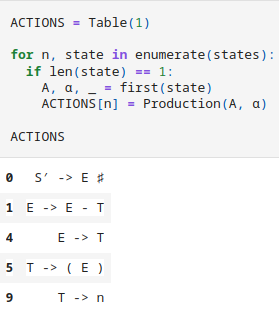 ACTIONS = Table(1)
for n, state in enumerate(states):
if len(state) == 1:
A, α, _ = first(state)
ACTIONS[n] = Production(A, α)
ACTIONS
0 S′ -> E ♯
1 E -> E - T
4 E -> T
5 T -> ( E )
9 T -> n